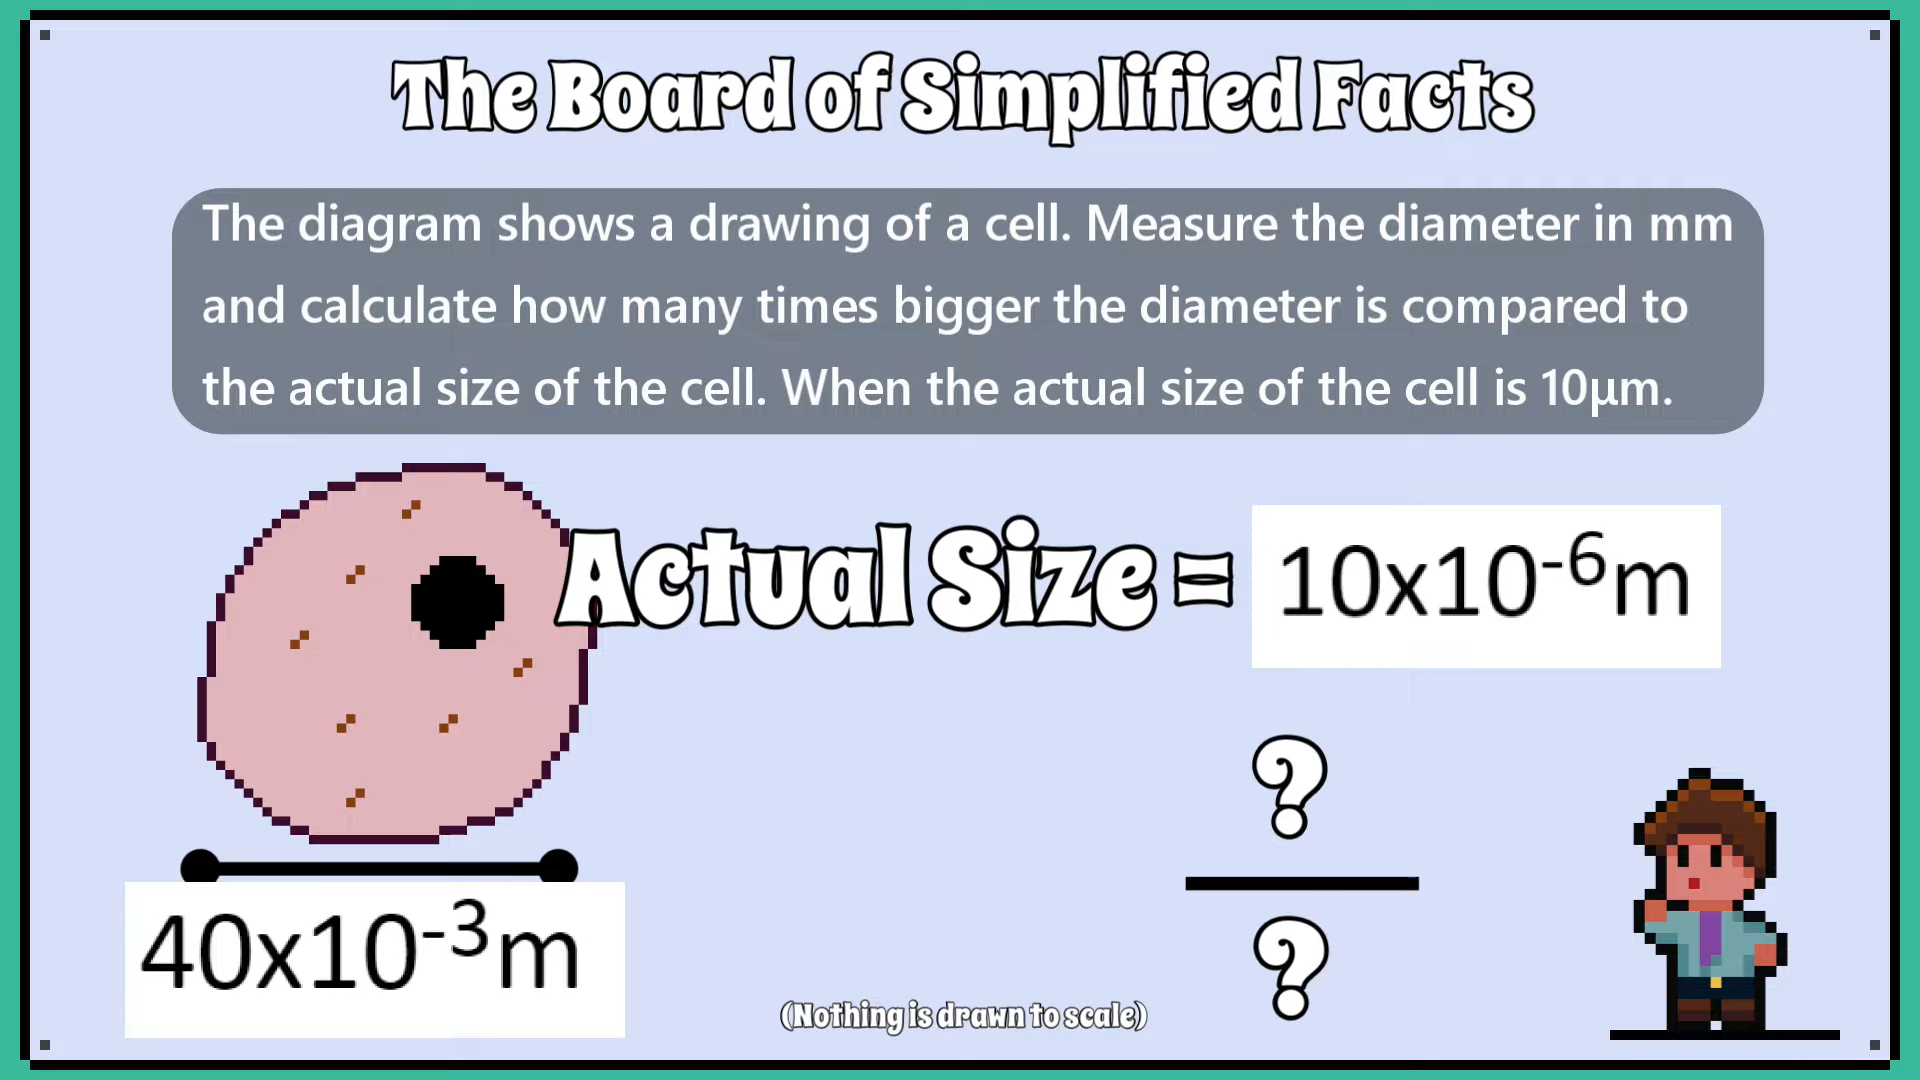 The Board of Simplified Facts
The diagram shows a drawing of a cell. Measure the diameter in mm
and calculate how many times bigger the diameter is compared to
the actual size of the cell. When the actual size of the cell is 10µm.
Actual Size = 10x10⁻⁶m
?
?
40x10⁻³m
(Nothing is drawn to scale)